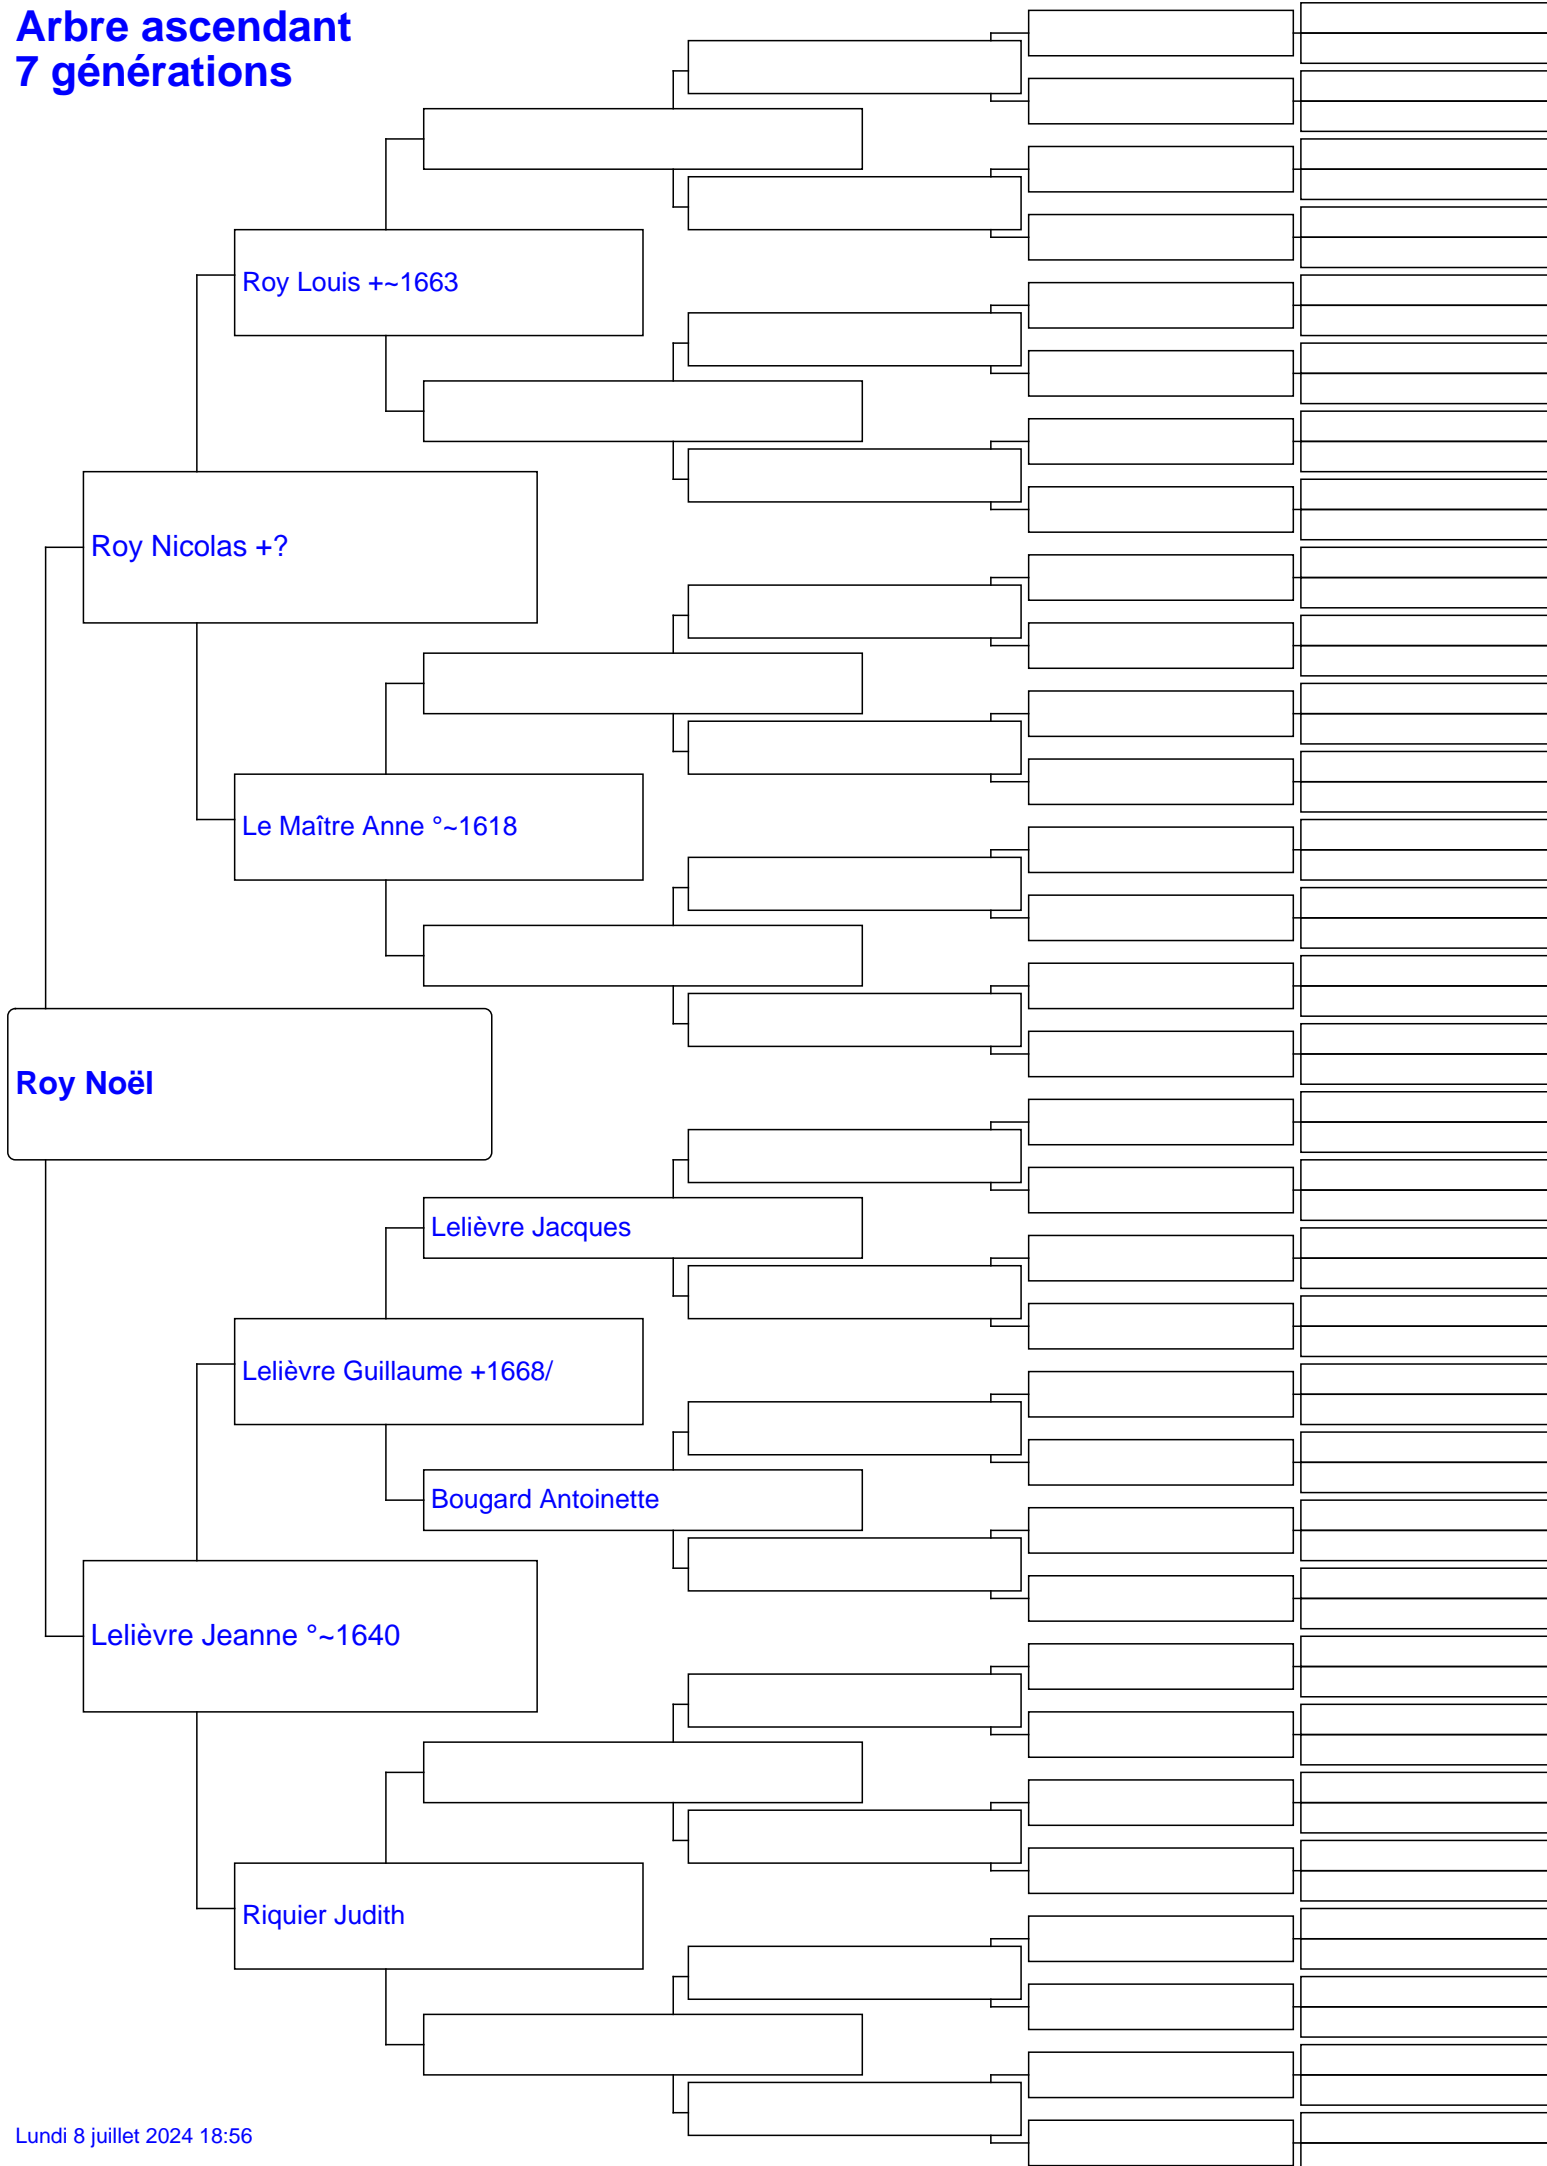 Arbre ascendant
7 générations
Roy Louis +~1663
Roy Nicolas +?
Le Maître Anne °~1618
Roy Noël
Lelièvre Jacques
Lelièvre Guillaume +1668/
Bougard Antoinette
Lelièvre Jeanne °~1640
Riquier Judith
Lundi 8 juillet 2024 18:56